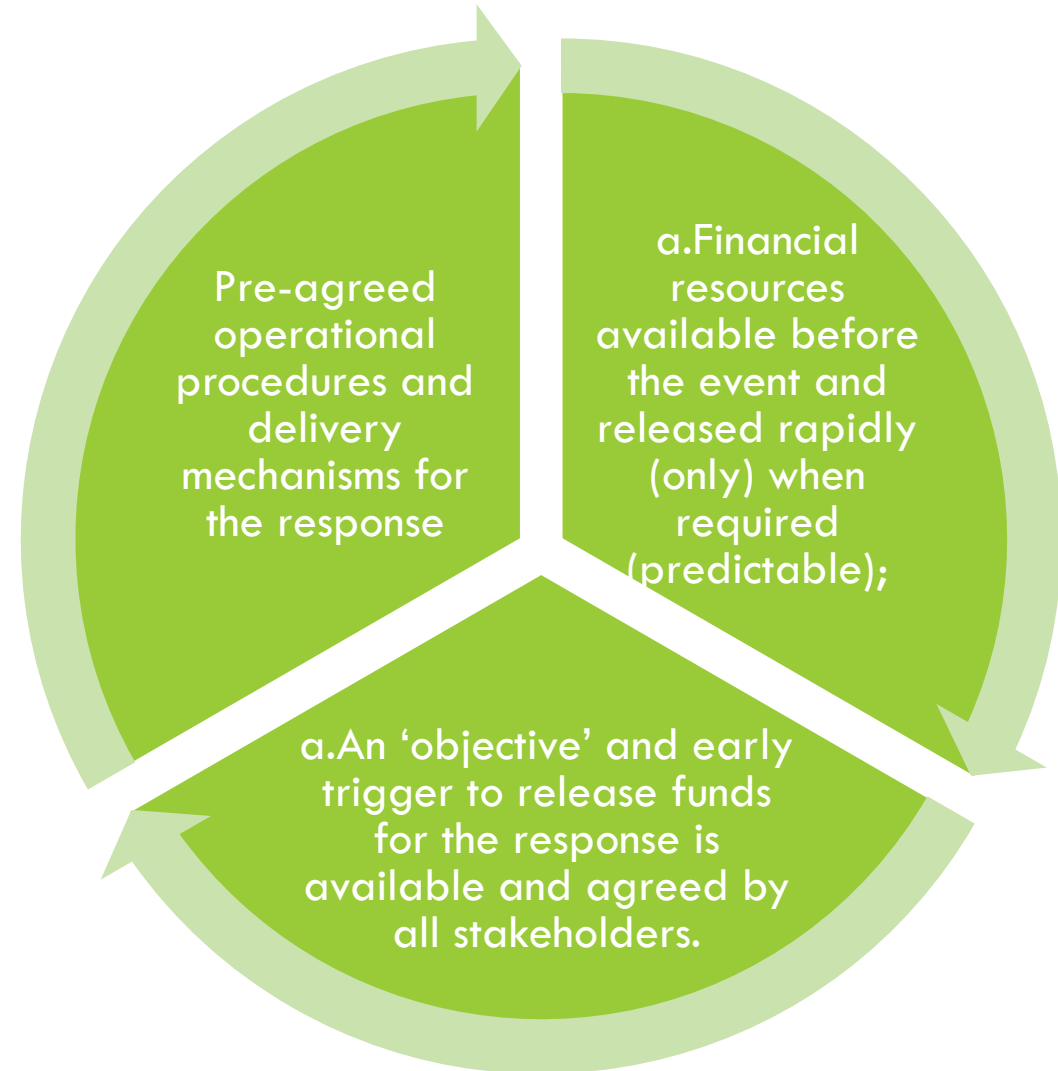 Pre-agreed
operational
procedures and
delivery
mechanisms for
the response
a.Financial
resources
available before
the event and
released rapidly
(only) when
required
(predictable);
a.An ‘objective’ and early
trigger to release funds
for the response is
available and agreed by
all stakeholders.